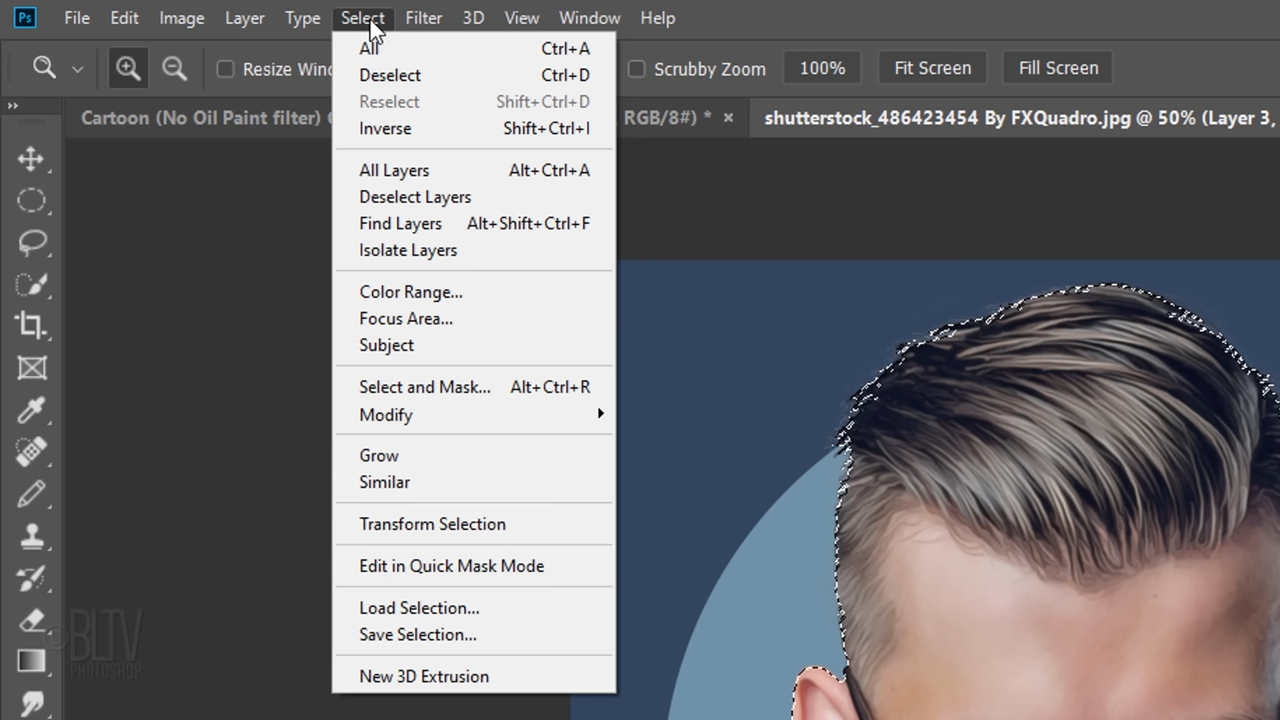 Ps File Edit Image Layer Type Select Filter 3D View Window Help
Resize 100% Scrubby Zoom Fit Screen Fill Screen
Cartoon (No Oil Paint filter) RGB/8#) * × shutterstock_486423454 By FXQuadro.jpg @ 50% (Layer 3,
All Ctrl+A
Deselect Ctrl+D
Reselect Shift+Ctrl+D
Inverse Shift+Ctrl+I
All Layers Alt+Ctrl+A
Deselect Layers
Find Layers Alt+Shift+Ctrl+F
Isolate Layers
Color Range...
Focus Area...
Subject
Select and Mask... Alt+Ctrl+R
Modify
Grow
Similar
Transform Selection
Edit in Quick Mask Mode
Load Selection...
Save Selection...
New 3D Extrusion
© BLTV
PHOTOSHOP